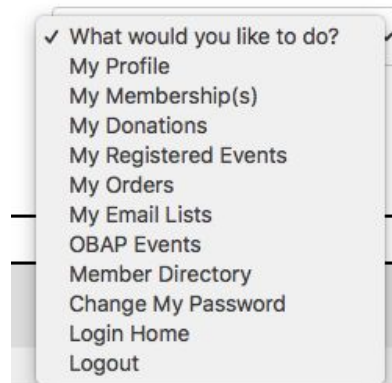 ✓ What would you like to do?
My Profile
My Membership(s)
My Donations
My Registered Events
My Orders
My Email Lists
OBAP Events
Member Directory
Change My Password
Login Home
Logout